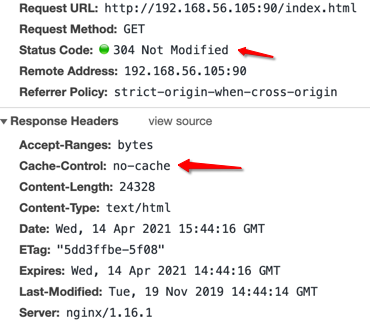 Request URL: http://192.168.56.105:90/index.html
Request Method: GET
Status Code: 304 Not Modified
Remote Address: 192.168.56.105:90
Referrer Policy: strict-origin-when-cross-origin
Response Headers view source
Accept-Ranges: bytes
Cache-Control: no-cache
Content-Length: 24328
Content-Type: text/html
Date: Wed, 14 Apr 2021 15:44:16 GMT
ETag: "5dd3ffbe-5f08"
Expires: Wed, 14 Apr 2021 14:44:16 GMT
Last-Modified: Tue, 19 Nov 2019 14:44:14 GMT
Server: nginx/1.16.1